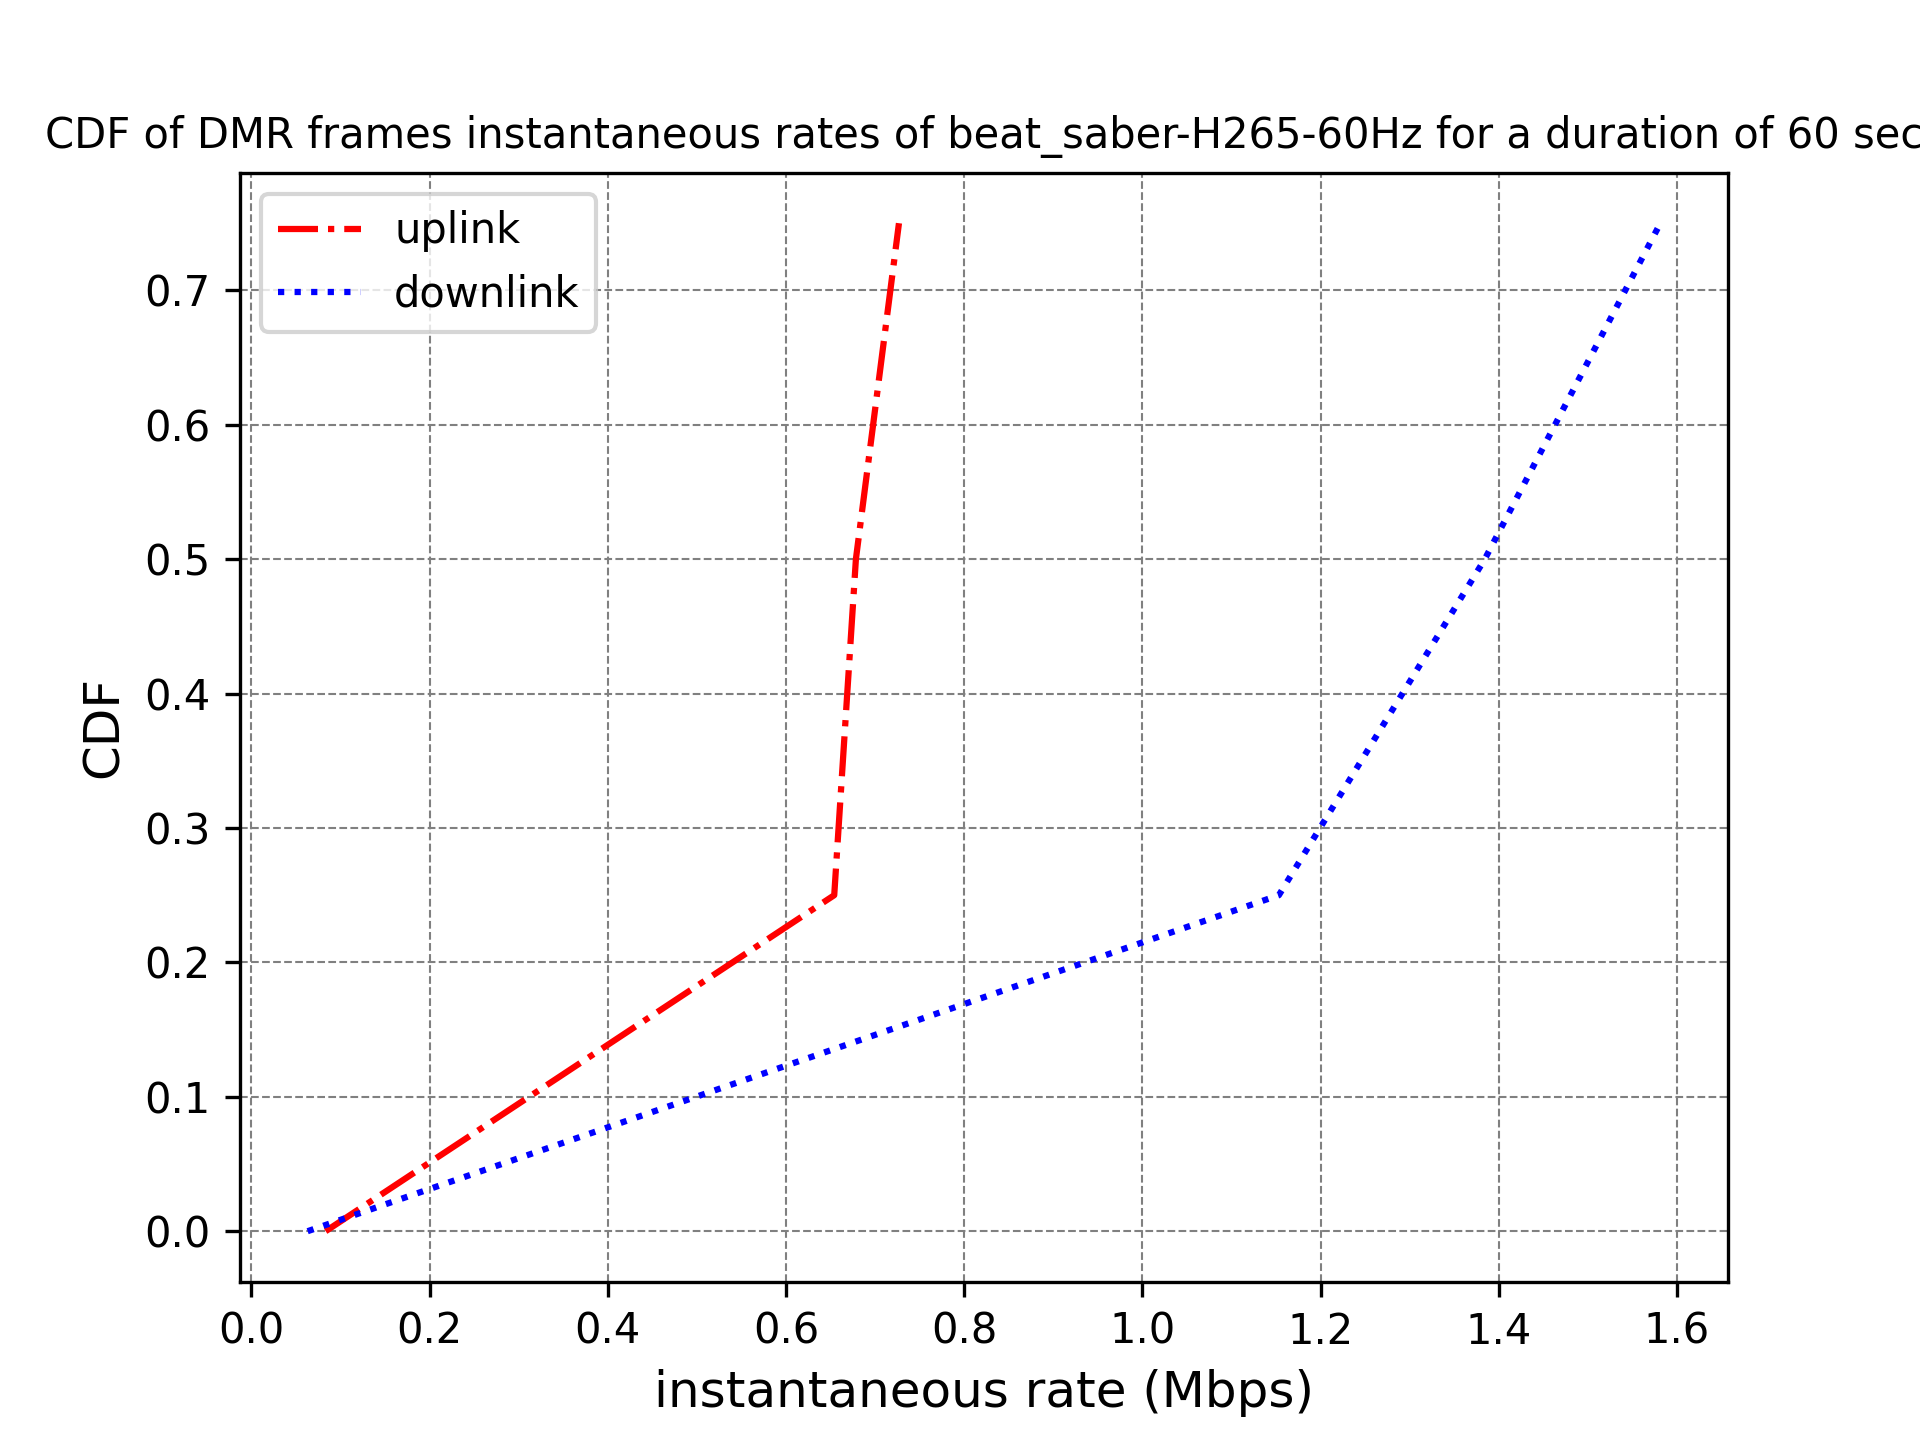 CDF of DMR frames instantaneous rates of beat_saber-H265-60Hz for a duration of 60 sec
uplink
downlink
0.7
0.6
0.5
0.4
0.3
0.2
0.1
0.0
CDF
0.0 0.2 0.4 0.6 0.8 1.0 1.2 1.4 1.6
instantaneous rate (Mbps)